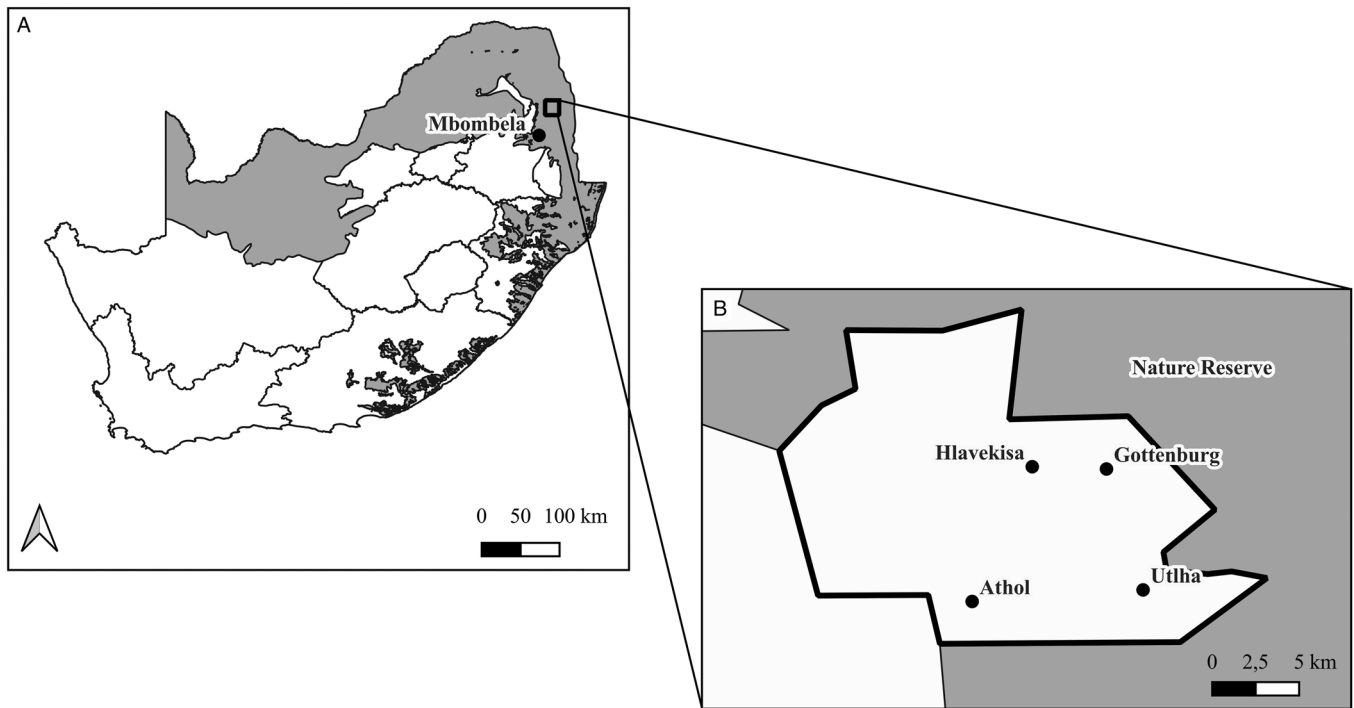 A
Mbombela
0 50 100 km
B
Nature Reserve
Hlavekisa
Gottenburg
Athol
Utlha
0 2,5 5 km